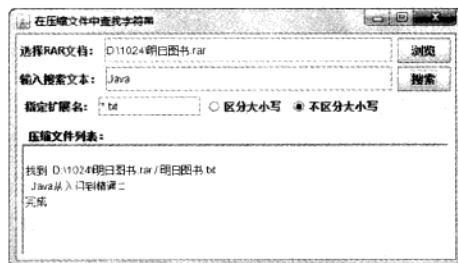 在压缩文件中查找字符串
选择RAR文档： D:\1024\明日图书.rar 浏览
输入搜索文本： Java 搜索
指定扩展名： *.txt 区分大小写 不区分大小写
压缩文件列表：
找到 D:\1024\明日图书.rar / 明日图书.txt
Java从入门到精通
完成